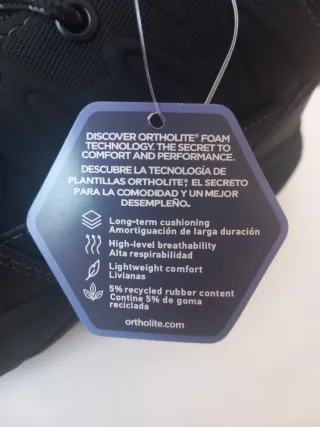 DISCOVER ORTHOLITE® FOAM
TECHNOLOGY. THE SECRET TO
COMFORT AND PERFORMANCE.
DESCUBRE LA TECNOLOGÍA DE
PLANTILLAS ORTHOLITE®, EL SECRETO
PARA LA COMODIDAD Y UN MEJOR
DESEMPEÑO.
Long-term cushioning
Amortiguación de larga duración
High-level breathability
Alta respirabilidad
Lightweight comfort
Livianas
5% recycled rubber content
Contine 5% de goma
reciclada
ortholite.com